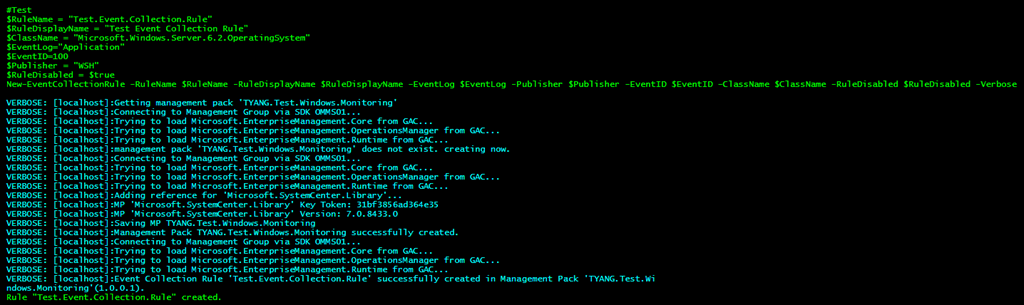 #Test
$RuleName = "Test.Event.Collection.Rule"
$RuleDisplayName = "Test Event Collection Rule"
$ClassName = "Microsoft.Windows.Server.6.2.OperatingSystem"
$EventLog="Application"
$EventID=100
$Publisher = "WSH"
$RuleDisabled = $true
New-EventCollectionRule -RuleName $RuleName -RuleDisplayName $RuleDisplayName -EventLog $EventLog -Publisher $Publisher -EventID $EventID -ClassName $ClassName -RuleDisabled $RuleDisabled -Verbose
VERBOSE: [localhost]:Getting management pack 'TYANG.Test.Windows.Monitoring'
VERBOSE: [localhost]:Connecting to Management Group via SDK OMMS01...
VERBOSE: [localhost]:Trying to load Microsoft.EnterpriseManagement.Core from GAC...
VERBOSE: [localhost]:Trying to load Microsoft.EnterpriseManagement.OperationsManager from GAC...
VERBOSE: [localhost]:Trying to load Microsoft.EnterpriseManagement.Runtime from GAC...
VERBOSE: [localhost]:management pack 'TYANG.Test.Windows.Monitoring' does not exist. creating now.
VERBOSE: [localhost]:Connecting to Management Group via SDK OMMS01...
VERBOSE: [localhost]:Trying to load Microsoft.EnterpriseManagement.Core from GAC...
VERBOSE: [localhost]:Trying to load Microsoft.EnterpriseManagement.OperationsManager from GAC...
VERBOSE: [localhost]:Trying to load Microsoft.EnterpriseManagement.Runtime from GAC...
VERBOSE: [localhost]:Adding reference for 'Microsoft.SystemCenter.Library'...
VERBOSE: [localhost]:MP 'Microsoft.SystemCenter.Library' Key Token: 31bf3856ad364e35
VERBOSE: [localhost]:MP 'Microsoft.SystemCenter.Library' Version: 7.0.8433.0
VERBOSE: [localhost]:Saving MP TYANG.Test.Windows.Monitoring
VERBOSE: [localhost]:Management Pack TYANG.Test.Windows.Monitoring successfully created.
VERBOSE: [localhost]:Connecting to Management Group via SDK OMMS01...
VERBOSE: [localhost]:Trying to load Microsoft.EnterpriseManagement.Core from GAC...
VERBOSE: [localhost]:Trying to load Microsoft.EnterpriseManagement.OperationsManager from GAC...
VERBOSE: [localhost]:Trying to load Microsoft.EnterpriseManagement.Runtime from GAC...
VERBOSE: [localhost]:Event Collection Rule 'Test.Event.Collection.Rule' successfully created in Management Pack 'TYANG.Test.Wi
ndows.Monitoring'(1.0.0.1).
Rule "Test.Event.Collection.Rule" created.